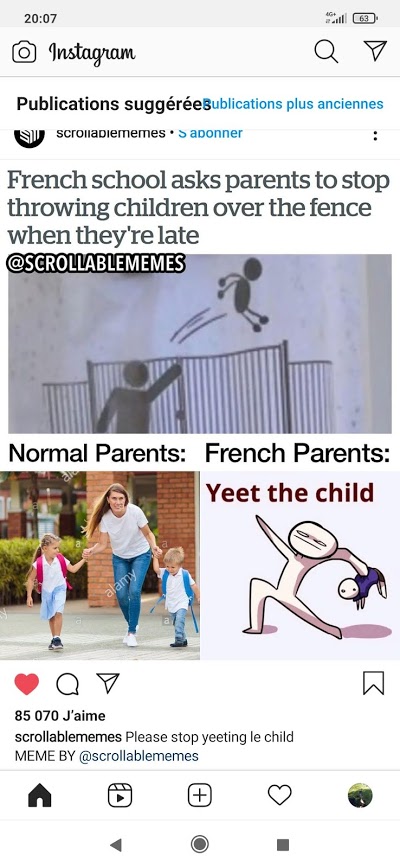 20:07
4G+
63
Instagram
Publications suggérées
Publications plus anciennes
scrollablememes • S'abonner
French school asks parents to stop
throwing children over the fence
when they're late
@SCROLLABLEMEMES
Normal Parents: French Parents:
Yeet the child
alamy
85 070 J'aime
scrollablememes Please stop yeeting le child
MEME BY @scrollablememes